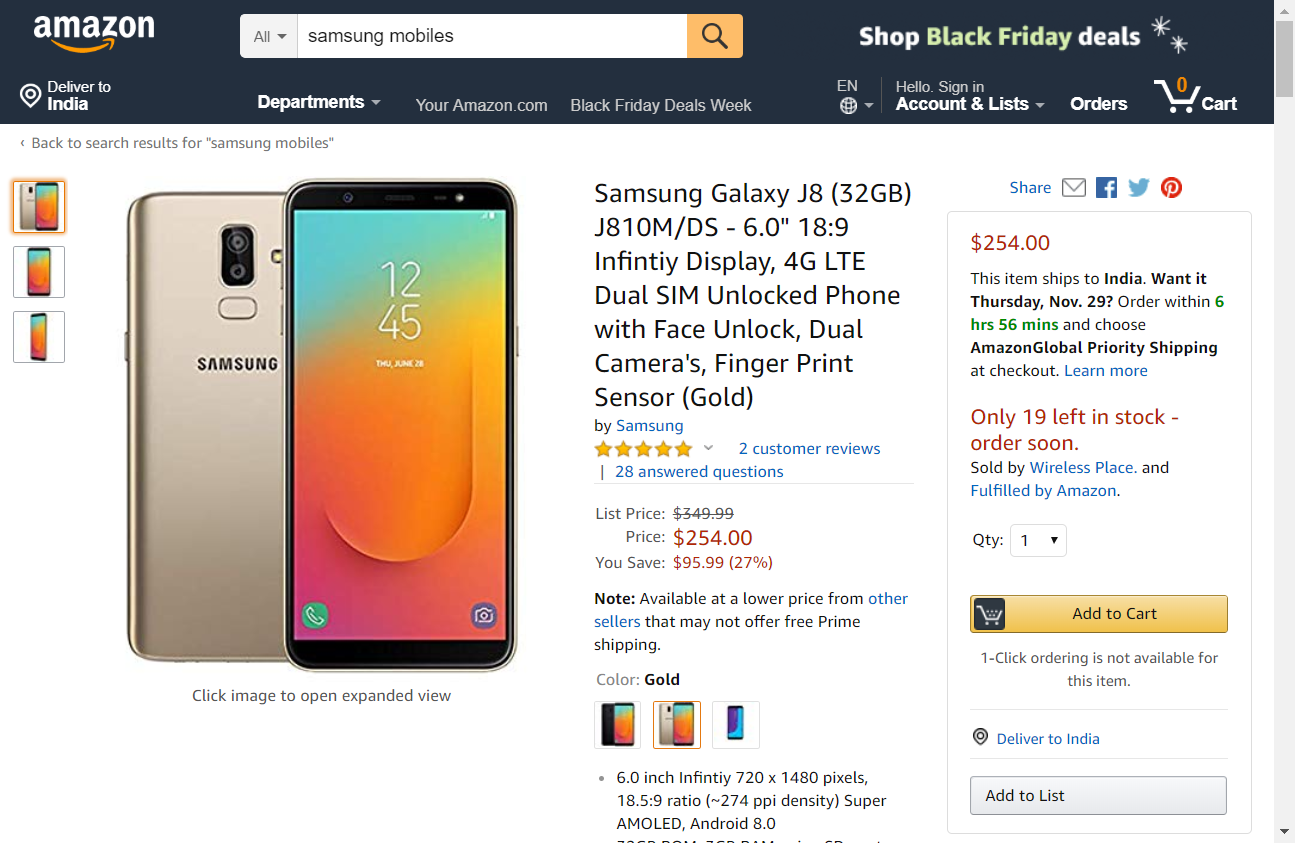 amazon
All
samsung mobiles
Shop Black Friday deals
Deliver to
India
Departments
Your Amazon.com
Black Friday Deals Week
EN
Hello. Sign in
Account & Lists
Orders
0
Cart
‹ Back to search results for "samsung mobiles"
SAMSUNG
12
45
THU, JUNE 28
Click image to open expanded view
Samsung Galaxy J8 (32GB)
J810M/DS - 6.0" 18:9
Infintiy Display, 4G LTE
Dual SIM Unlocked Phone
with Face Unlock, Dual
Camera's, Finger Print
Sensor (Gold)
by Samsung
2 customer reviews
| 28 answered questions
List Price: $349.99
Price: $254.00
You Save: $95.99 (27%)
Note: Available at a lower price from other
sellers that may not offer free Prime
shipping.
Color: Gold
• 6.0 inch Infintiy 720 x 1480 pixels,
18.5:9 ratio (~274 ppi density) Super
AMOLED, Android 8.0
Share
$254.00
This item ships to India. Want it
Thursday, Nov. 29? Order within 6
hrs 56 mins and choose
AmazonGlobal Priority Shipping
at checkout. Learn more
Only 19 left in stock -
order soon.
Sold by Wireless Place. and
Fulfilled by Amazon.
Qty: 1
Add to Cart
1-Click ordering is not available for
this item.
Deliver to India
Add to List